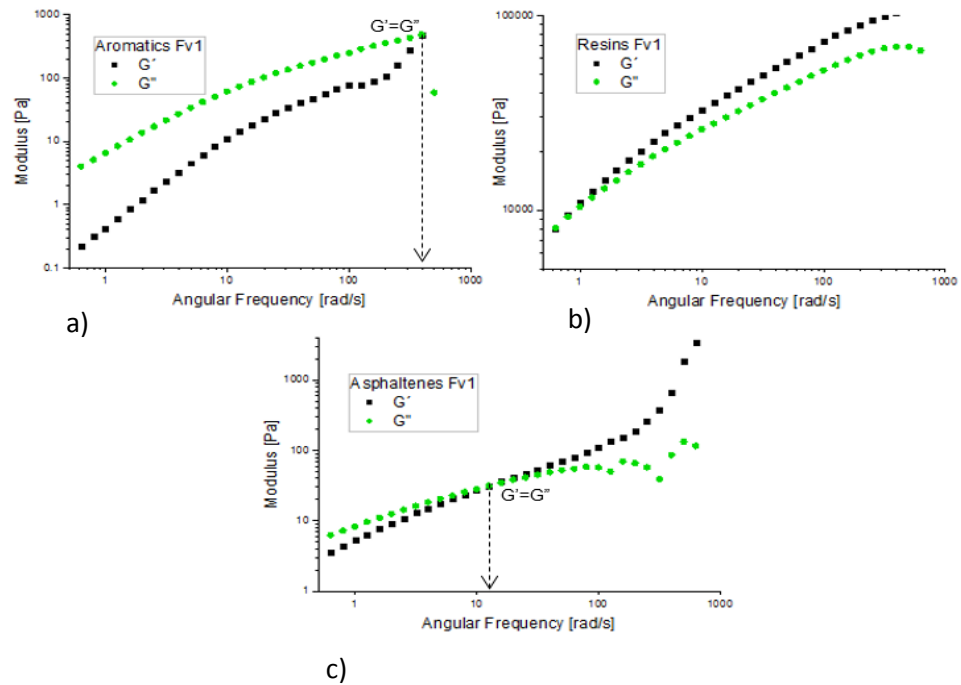 G'=G"
1000
100
10
1
0.1
Modulus [Pa]
Aromatics Fv1
G´
G"
1
10
100
1000
Angular Frequency [rad/s]
a)
100000
10000
Modulus [Pa]
Resins Fv1
G´
G"
1
10
100
1000
Angular Frequency [rad/s]
b)
1000
100
10
1
Modulus [Pa]
Asphaltenes Fv1
G´
G"
G'=G"
1
10
100
1000
Angular Frequency [rad/s]
c)